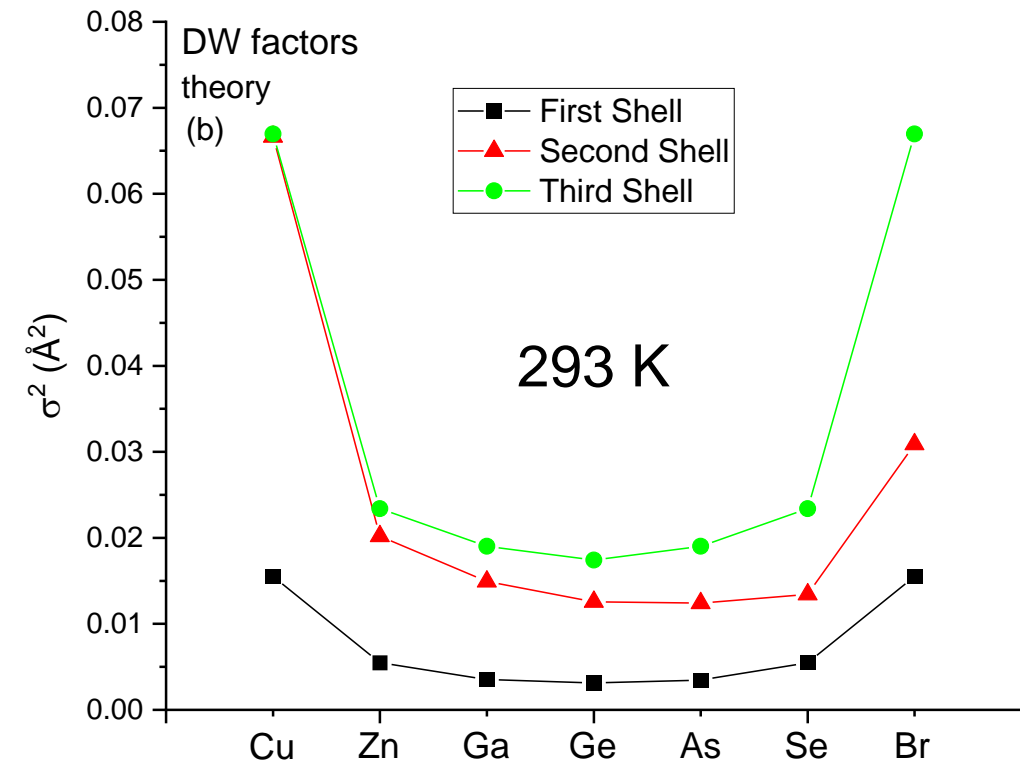 DW factors
theory
(b)
First Shell
Second Shell
Third Shell
293 K
σ² (Å²)
0.08
0.07
0.06
0.05
0.04
0.03
0.02
0.01
0.00
Cu Zn Ga Ge As Se Br